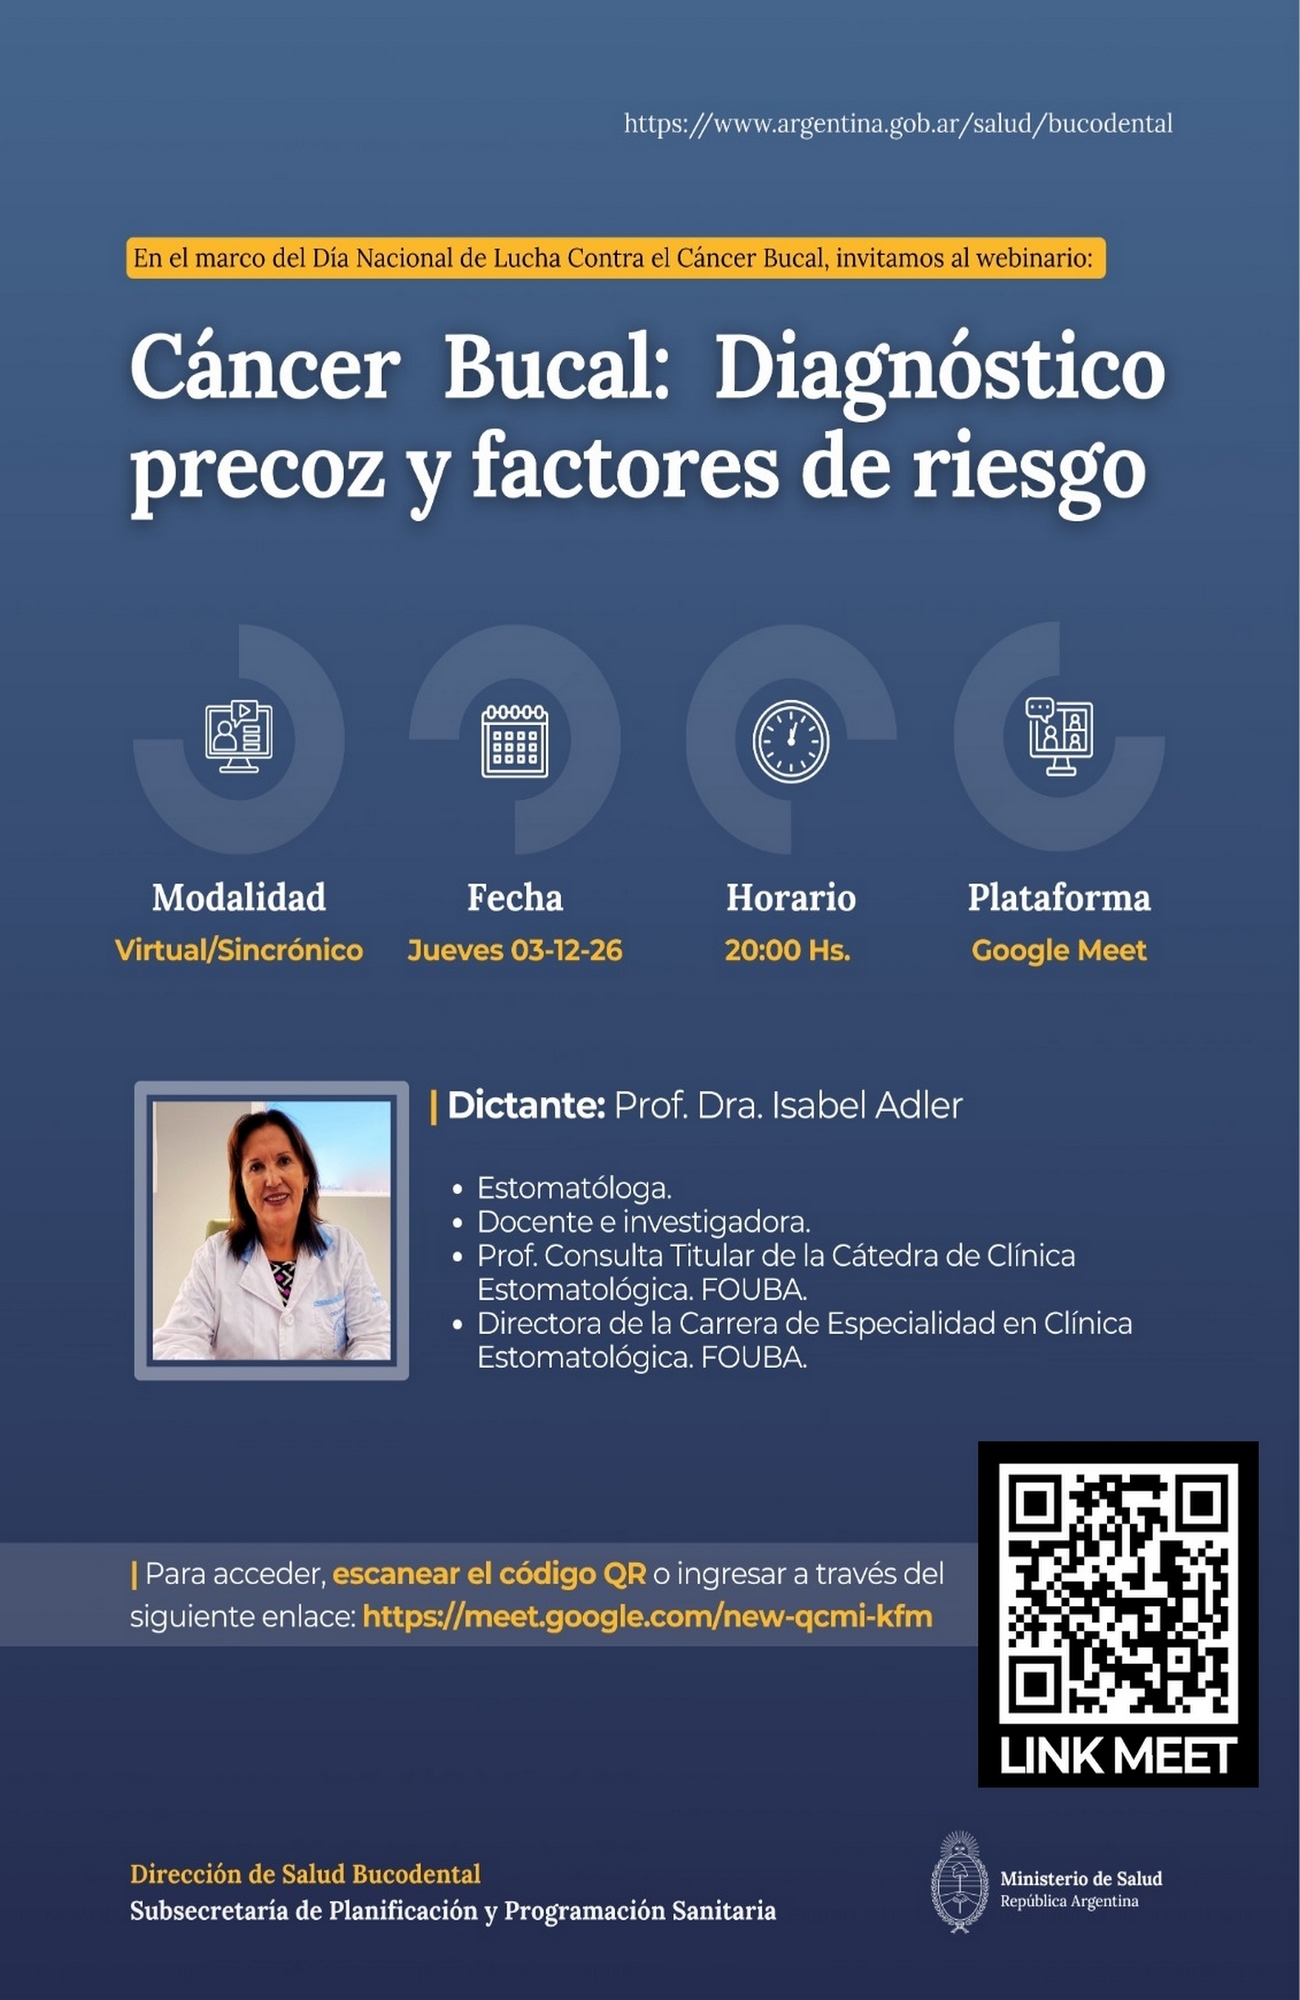 https://www.argentina.gob.ar/salud/bucodental
En el marco del Día Nacional de Lucha Contra el Cáncer Bucal, invitamos al webinario:
Cáncer Bucal: Diagnóstico
precoz y factores de riesgo
Modalidad
Virtual/Sincrónico
Fecha
Jueves 03-12-26
Horario
20:00 Hs.
Plataforma
Google Meet
| Dictante: Prof. Dra. Isabel Adler
• Estomatóloga.
• Docente e investigadora.
• Prof. Consulta Titular de la Cátedra de Clínica
Estomatológica. FOUBA.
• Directora de la Carrera de Especialidad en Clínica
Estomatológica. FOUBA.
| Para acceder, escanear el código QR o ingresar a través del
siguiente enlace: https://meet.google.com/new-qcmi-kfm
LINK MEET
Dirección de Salud Bucodental
Subsecretaría de Planificación y Programación Sanitaria
Ministerio de Salud
República Argentina